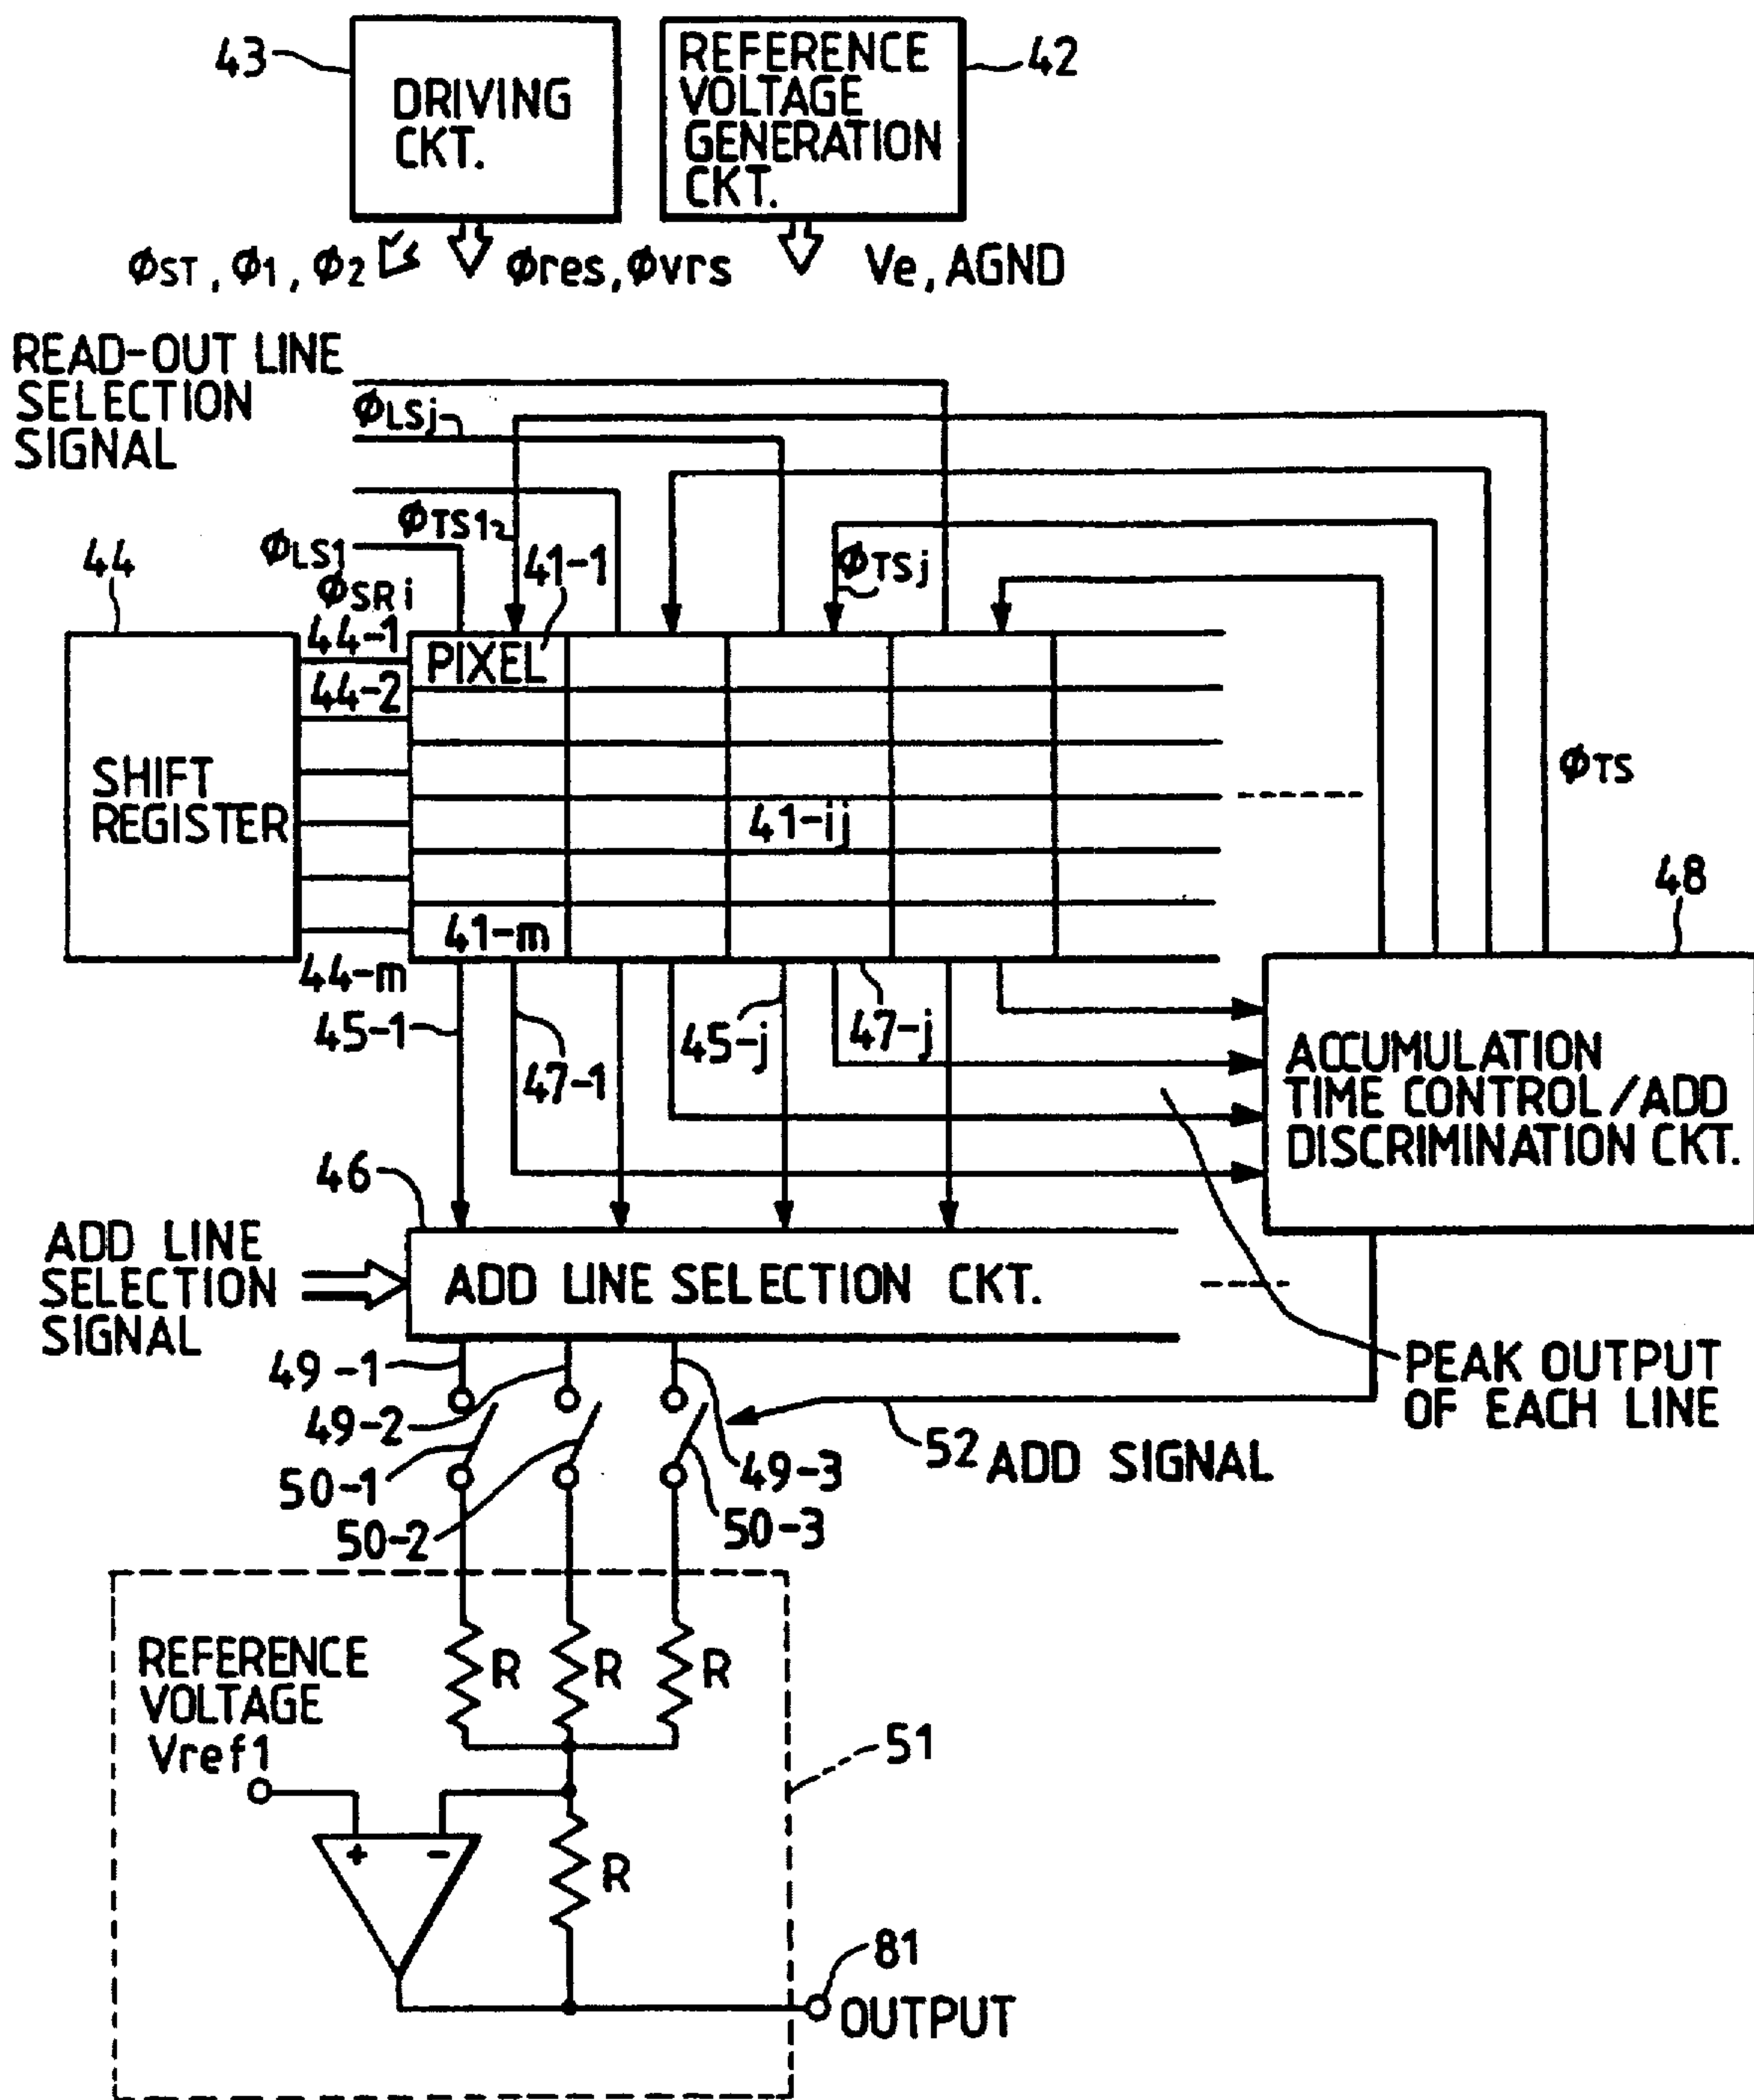 43
DRIVING
CKT.
REFERENCE
VOLTAGE
GENERATION
CKT.
42
ΦST, Φ1, Φ2
Φres, Φvrs
Ve, AGND
READ-OUT LINE
SELECTION
SIGNAL
ΦLSj
ΦTS1
ΦLS1
ΦSRi
41-1
ΦTSj
44
44-1
44-2
PIXEL
SHIFT
REGISTER
41-ij
ΦTS
48
41-m
44-m
45-1
47-1
45-j
47-j
ACCUMULATION
TIME CONTROL/ADD
DISCRIMINATION CKT.
46
ADD LINE
SELECTION
SIGNAL
ADD LINE SELECTION CKT.
PEAK OUTPUT
OF EACH LINE
49-1
49-2
50-1
50-2
49-3
50-3
52 ADD SIGNAL
REFERENCE
VOLTAGE
Vref1
R
R
R
51
+
-
R
81
OUTPUT